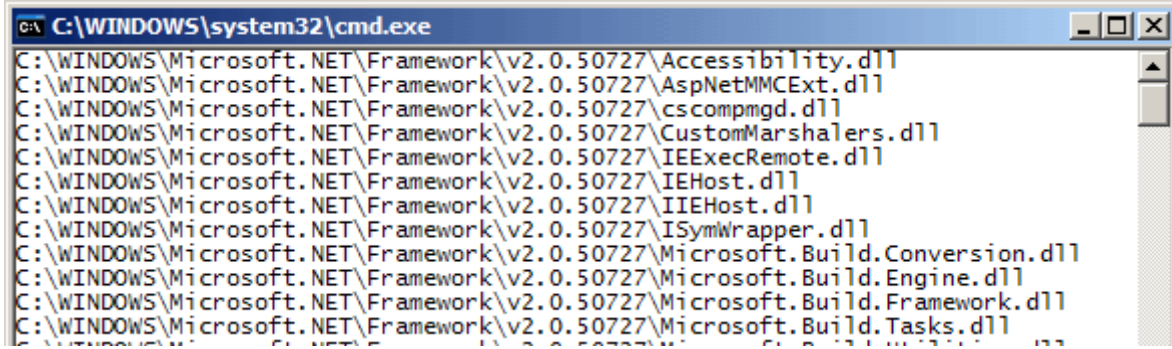 C:\WINDOWS\system32\cmd.exe
C:\WINDOWS\Microsoft.NET\Framework\v2.0.50727\Accessibility.dll
C:\WINDOWS\Microsoft.NET\Framework\v2.0.50727\AspNetMMCExt.dll
C:\WINDOWS\Microsoft.NET\Framework\v2.0.50727\cscompmgd.dll
C:\WINDOWS\Microsoft.NET\Framework\v2.0.50727\CustomMarshalers.dll
C:\WINDOWS\Microsoft.NET\Framework\v2.0.50727\IEExecRemote.dll
C:\WINDOWS\Microsoft.NET\Framework\v2.0.50727\IEHost.dll
C:\WINDOWS\Microsoft.NET\Framework\v2.0.50727\IIEHost.dll
C:\WINDOWS\Microsoft.NET\Framework\v2.0.50727\ISymWrapper.dll
C:\WINDOWS\Microsoft.NET\Framework\v2.0.50727\Microsoft.Build.Conversion.dll
C:\WINDOWS\Microsoft.NET\Framework\v2.0.50727\Microsoft.Build.Engine.dll
C:\WINDOWS\Microsoft.NET\Framework\v2.0.50727\Microsoft.Build.Framework.dll
C:\WINDOWS\Microsoft.NET\Framework\v2.0.50727\Microsoft.Build.Tasks.dll